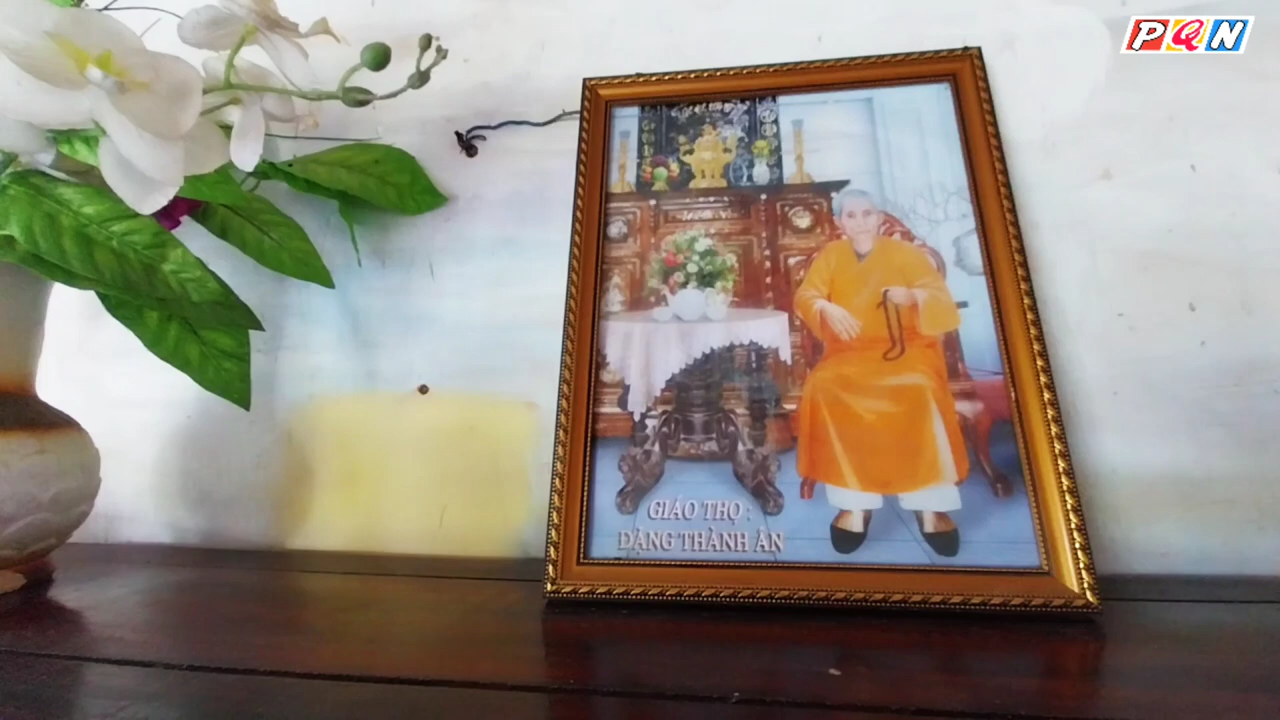 PQN
GIÁO THỌ :
ĐẶNG THÀNH ÂN